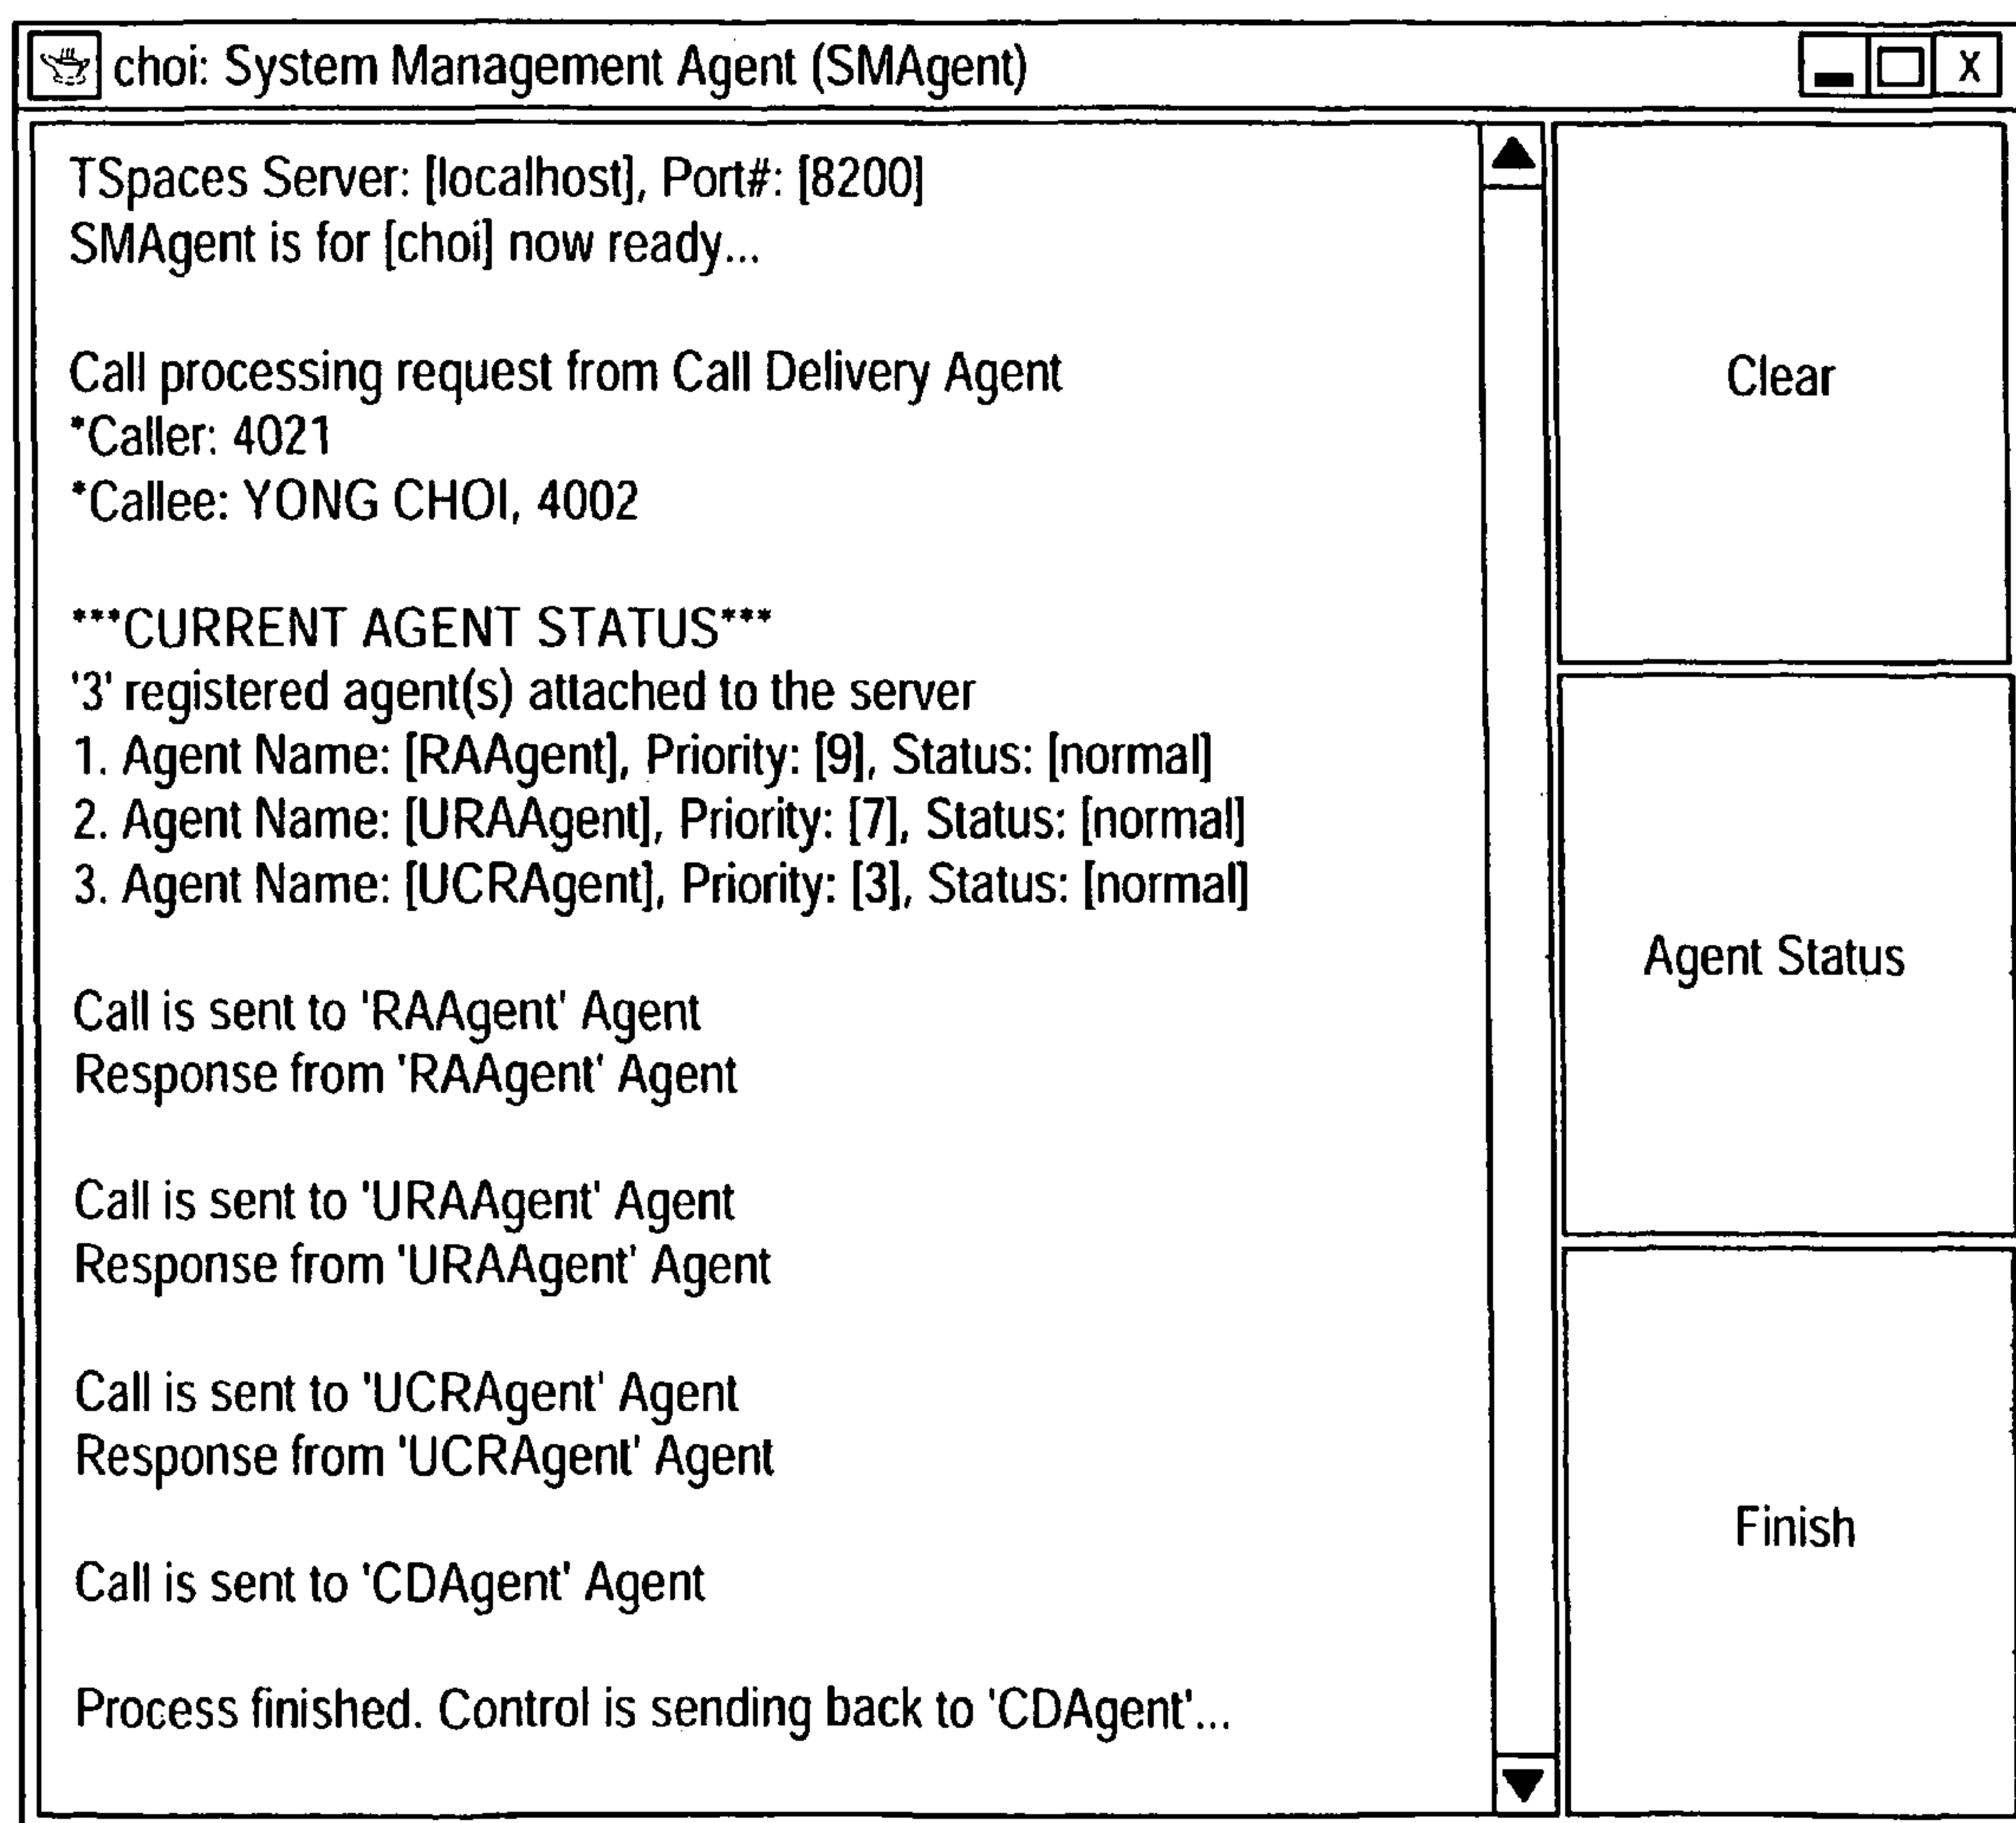 choi: System Management Agent (SMAgent)
X
TSpaces Server: [localhost], Port#: [8200]
SMAgent is for [choi] now ready...
Call processing request from Call Delivery Agent
*Caller: 4021
*Callee: YONG CHOI, 4002
***CURRENT AGENT STATUS***
'3' registered agent(s) attached to the server
1. Agent Name: [RAAgent], Priority: [9], Status: [normal]
2. Agent Name: [URAAgent], Priority: [7], Status: [normal]
3. Agent Name: [UCRAgent], Priority: [3], Status: [normal]
Call is sent to 'RAAgent' Agent
Response from 'RAAgent' Agent
Call is sent to 'URAAgent' Agent
Response from 'URAAgent' Agent
Call is sent to 'UCRAgent' Agent
Response from 'UCRAgent' Agent
Call is sent to 'CDAgent' Agent
Process finished. Control is sending back to 'CDAgent'...
Clear
Agent Status
Finish